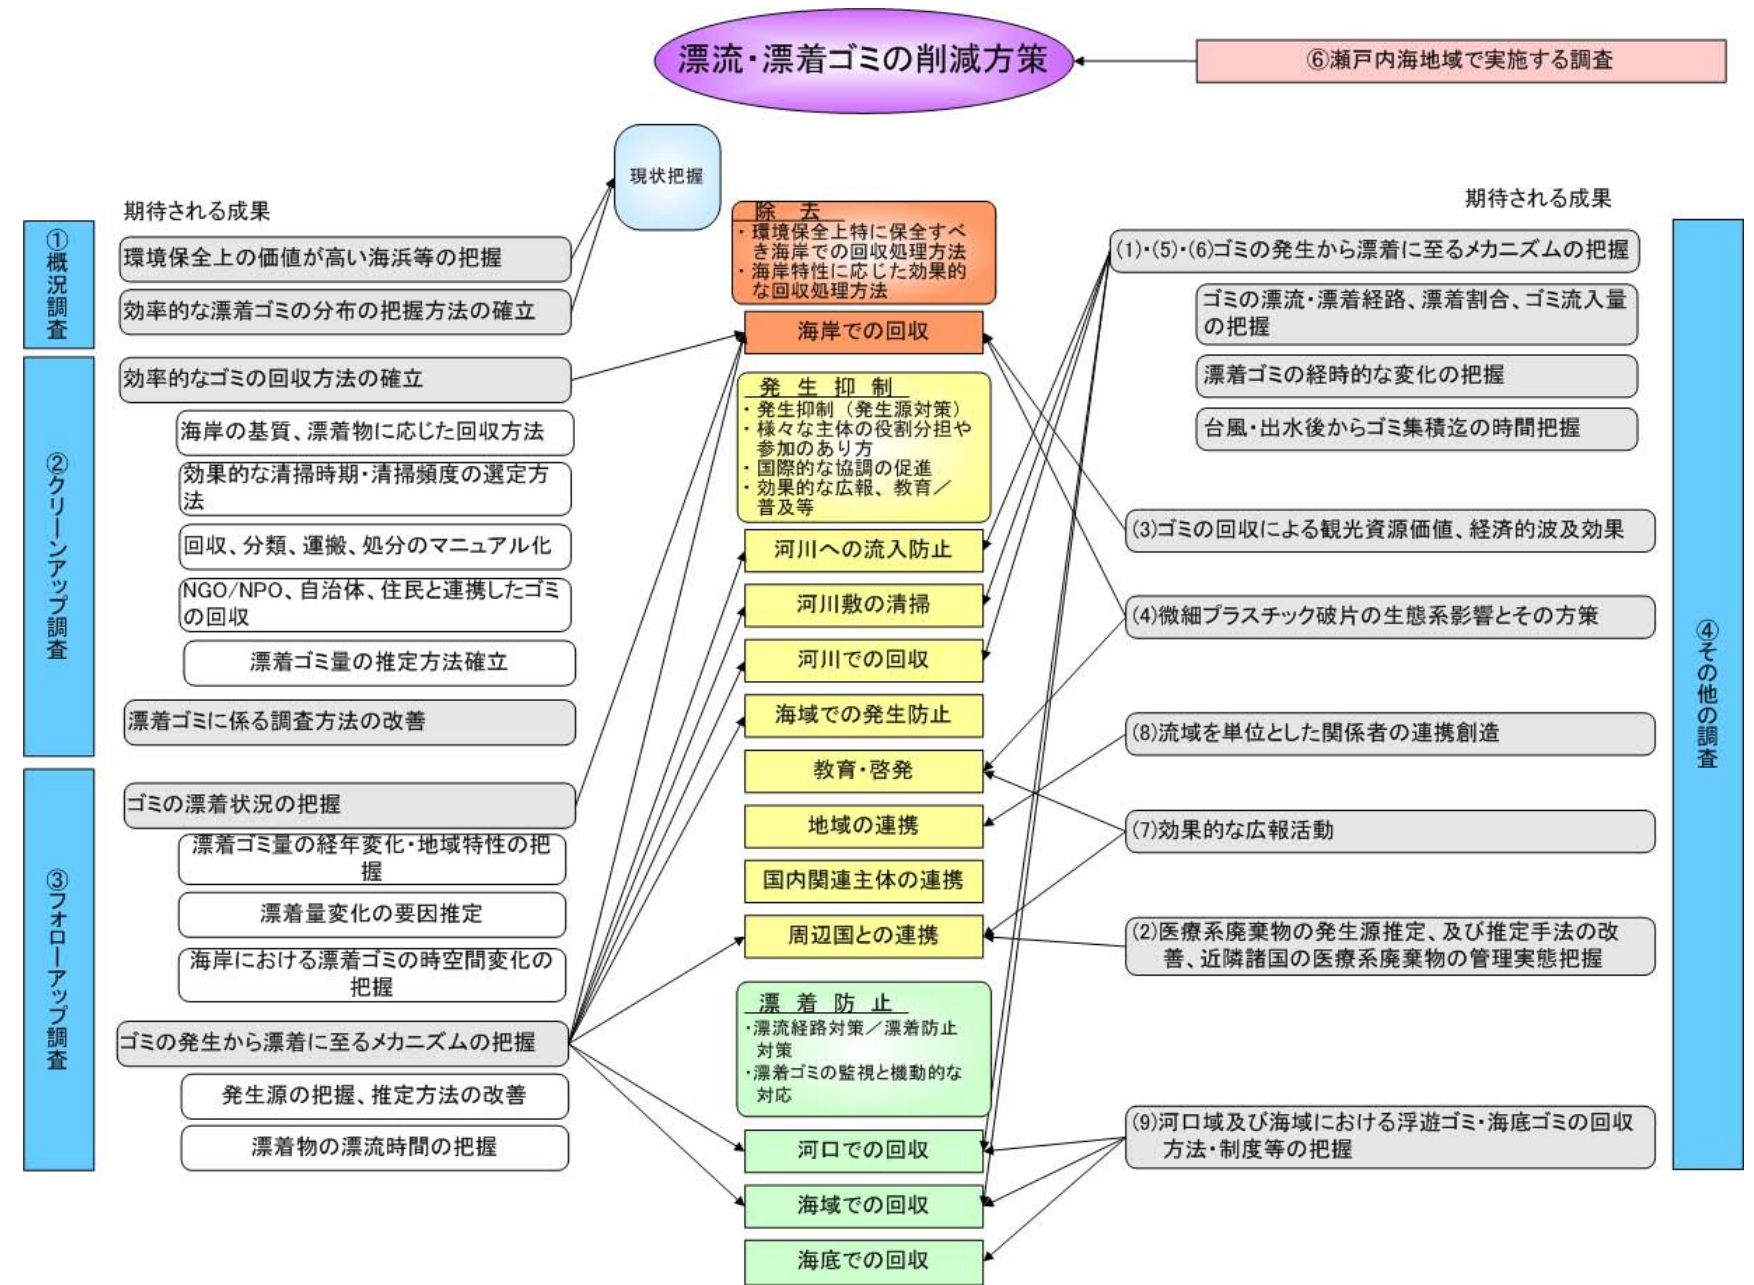 漂流・漂着ゴミの削減方策
⑥瀬戸内海地域で実施する調査
現状把握
期待される成果
①概況調査
環境保全上の価値が高い海浜等の把握
効率的な漂着ゴミの分布の把握方法の確立
②クリーンアップ調査
効率的なゴミの回収方法の確立
海岸の基質、漂着物に応じた回収方法
効果的な清掃時期・清掃頻度の選定方
法
回収、分類、運搬、処分のマニュアル化
NGO/NPO、自治体、住民と連携したゴミ
の回収
漂着ゴミ量の推定方法確立
漂着ゴミに係る調査方法の改善
③フォローアップ調査
ゴミの漂着状況の把握
漂着ゴミ量の経年変化・地域特性の把
握
漂着量変化の要因推定
海岸における漂着ゴミの時空間変化の
把握
ゴミの発生から漂着に至るメカニズムの把握
発生源の把握、推定方法の改善
漂着物の漂流時間の把握
除 去
・環境保全上特に保全すべ
き海岸での回収処理方法
・海岸特性に応じた効果的
な回収処理方法
海岸での回収
発 生 抑 制
・発生抑制（発生源対策）
・様々な主体の役割分担や
参加のあり方
・国際的な協調の促進
・効果的な広報、教育／
普及等
河川への流入防止
河川敷の清掃
河川での回収
海域での発生防止
教育・啓発
地域の連携
国内関連主体の連携
周辺国との連携
漂 着 防 止
・漂流経路対策／漂着防止
対策
・漂着ゴミの監視と機動的な
対応
河口での回収
海域での回収
海底での回収
期待される成果
(1)・(5)・(6)ゴミの発生から漂着に至るメカニズムの把握
ゴミの漂流・漂着経路、漂着割合、ゴミ流入量
の把握
漂着ゴミの経時的な変化の把握
台風・出水後からゴミ集積迄の時間把握
(3)ゴミの回収による観光資源価値、経済的波及効果
(4)微細プラスチック破片の生態系影響とその方策
(8)流域を単位とした関係者の連携創造
(7)効果的な広報活動
(2)医療系廃棄物の発生源推定、及び推定手法の改
善、近隣諸国の医療系廃棄物の管理実態把握
(9)河口域及び海域における浮遊ゴミ・海底ゴミの回収
方法・制度等の把握
④その他の調査